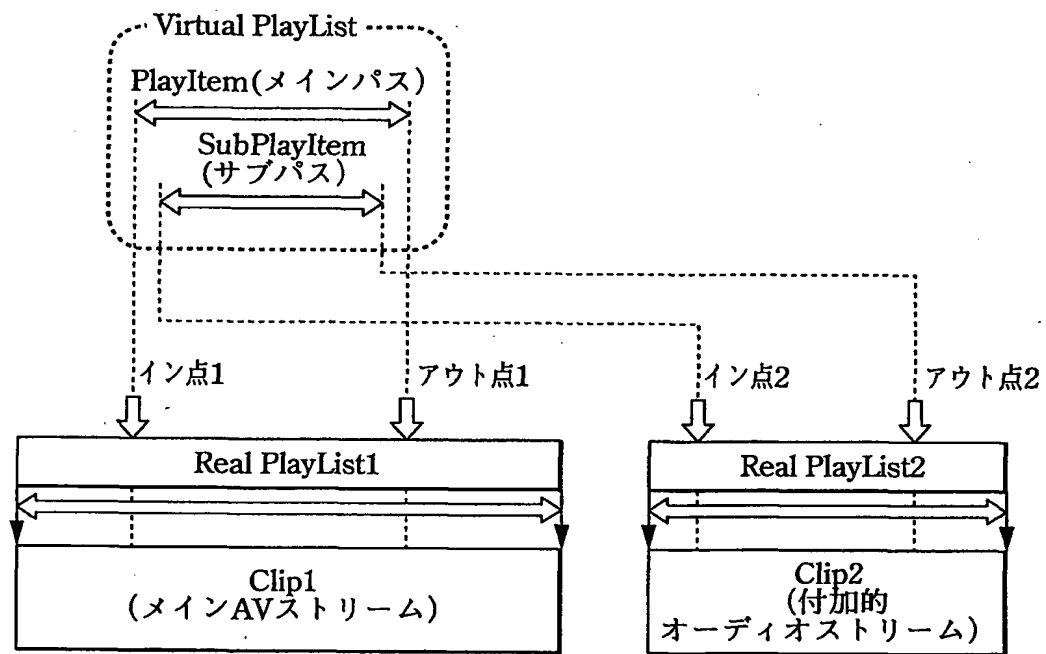 Virtual PlayList
PlayItem(メインパス)
SubPlayItem
(サブパス)
イン点1
アウト点1
イン点2
アウト点2
Real PlayList1
Real PlayList2
Clip1
(メインAVストリーム)
Clip2
(付加的
オーディオストリーム)